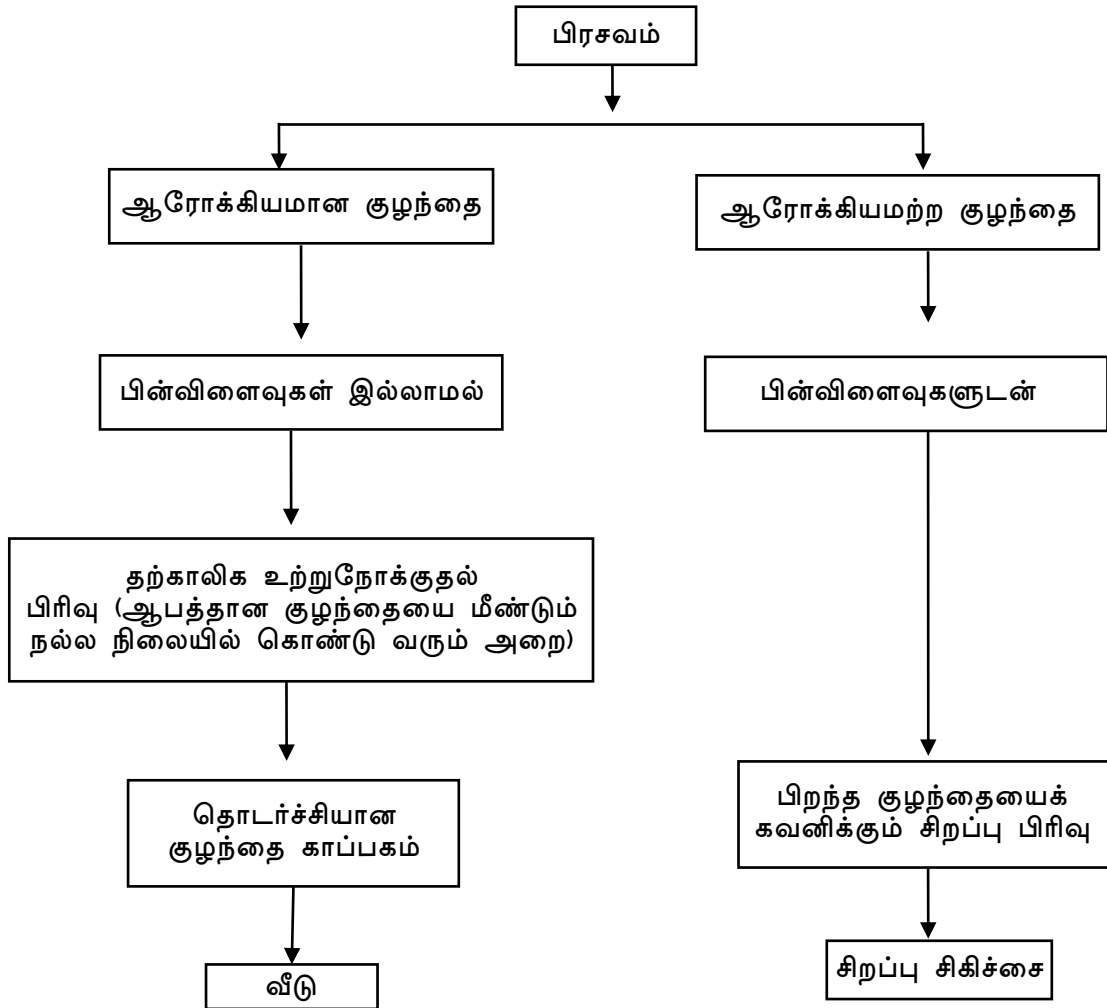 பிரசவம்
ஆரோக்கியமான குழந்தை
ஆரோக்கியமற்ற குழந்தை
பின்விளைவுகள் இல்லாமல்
பின்விளைவுகளுடன்
தற்காலிக உற்றுநோக்குதல்
பிரிவு (ஆபத்தான குழந்தையை மீண்டும்
நல்ல நிலையில் கொண்டு வரும் அறை)
தொடர்ச்சியான
குழந்தை காப்பகம்
பிறந்த குழந்தையைக்
கவனிக்கும் சிறப்பு பிரிவு
வீடு
சிறப்பு சிகிச்சை